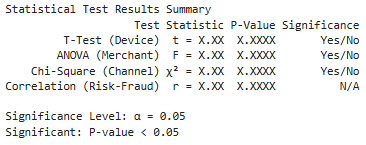 Statistical Test Results Summary
Test Statistic P-Value Significance
T-Test (Device) t = X.XX X.XXXX Yes/No
ANOVA (Merchant) F = X.XX X.XXXX Yes/No
Chi-Square (Channel) χ² = X.XX X.XXXX Yes/No
Correlation (Risk-Fraud) r = X.XX X.XXXX N/A
Significance Level: α = 0.05
Significant: P-value < 0.05